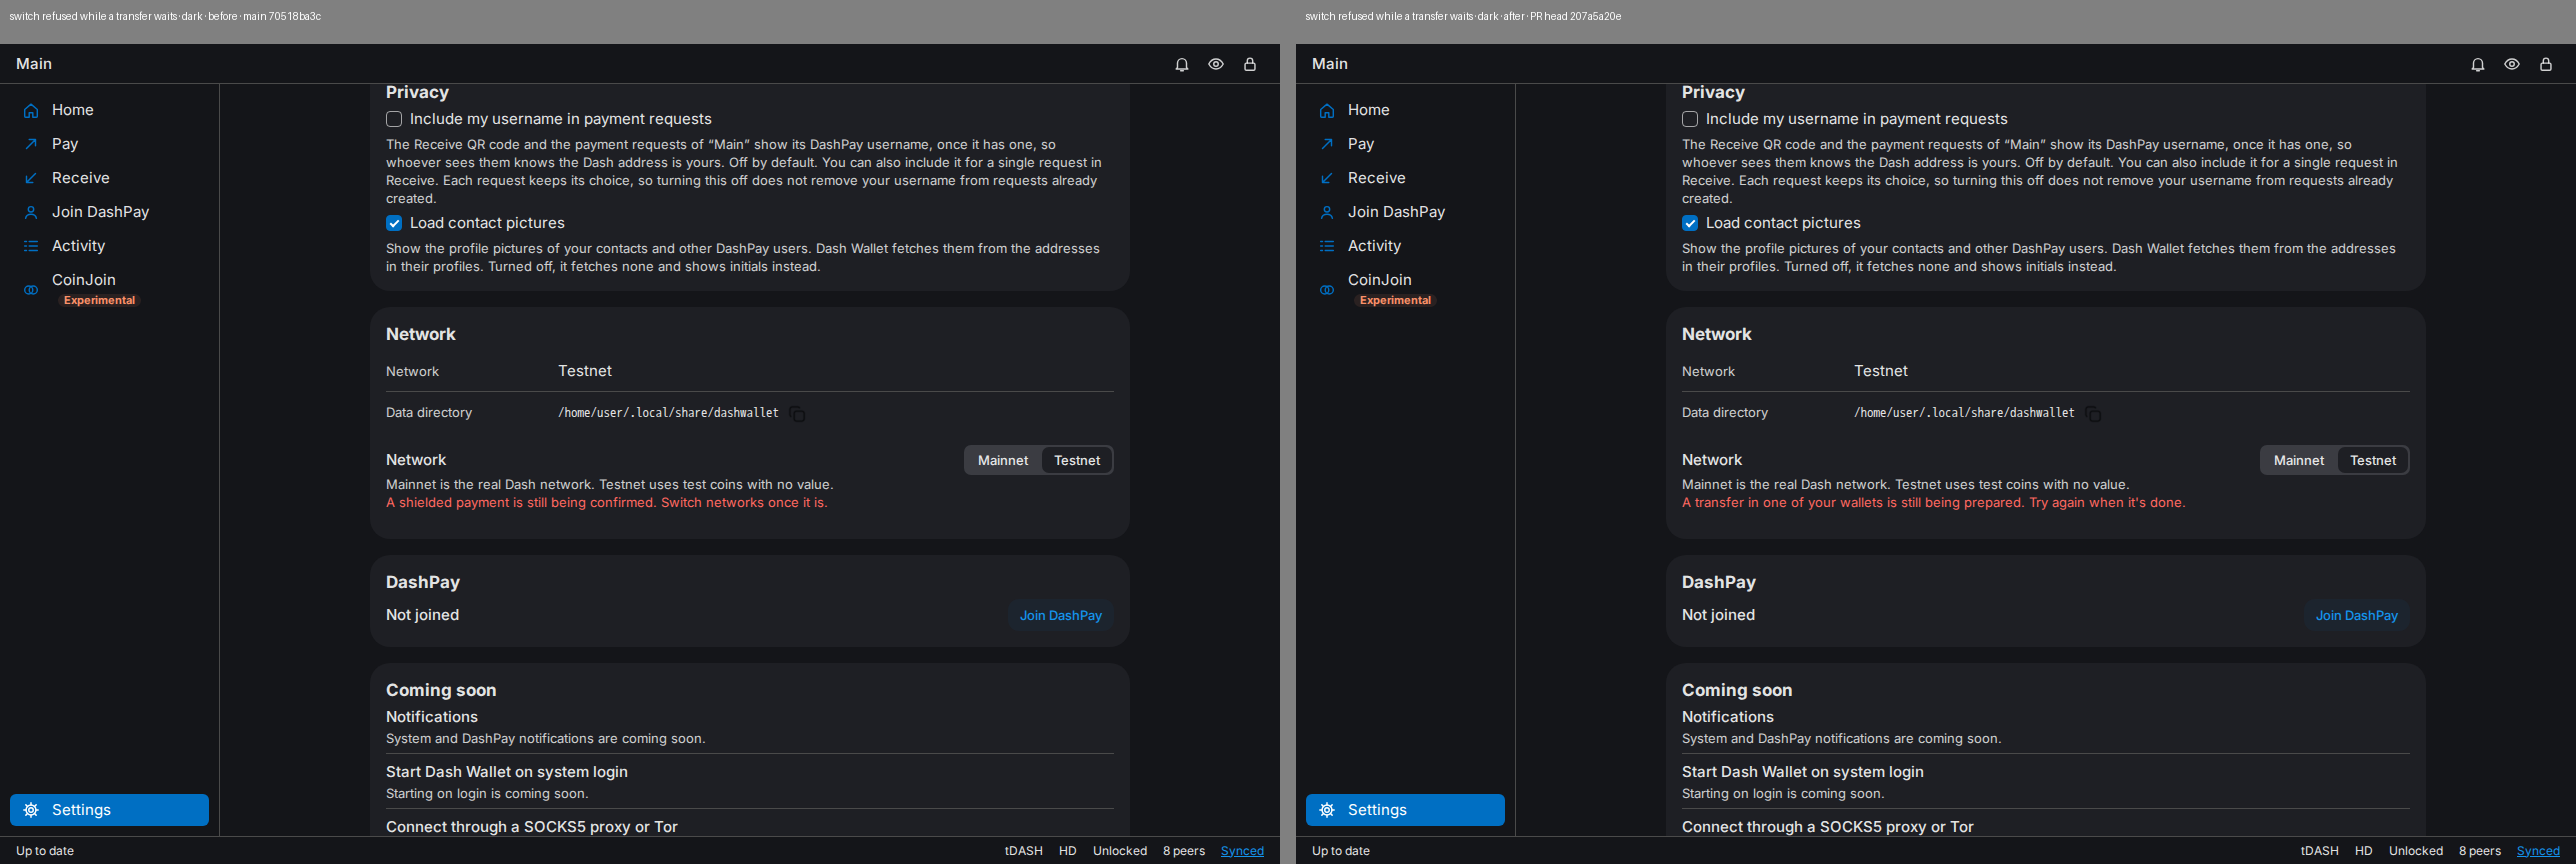 switch refused while a transfer waits · dark · before · main 70518ba3c
Main
Home
Pay
Receive
Join DashPay
Activity
CoinJoin
Experimental
Settings
Privacy
Include my username in payment requests
The Receive QR code and the payment requests of “Main” show its DashPay username, once it has one, so
whoever sees them knows the Dash address is yours. Off by default. You can also include it for a single request in
Receive. Each request keeps its choice, so turning this off does not remove your username from requests already
created.
Load contact pictures
Show the profile pictures of your contacts and other DashPay users. Dash Wallet fetches them from the addresses
in their profiles. Turned off, it fetches none and shows initials instead.
Network
Network Testnet
Data directory /home/user/.local/share/dashwallet
Network Mainnet Testnet
Mainnet is the real Dash network. Testnet uses test coins with no value.
A shielded payment is still being confirmed. Switch networks once it is.
DashPay
Not joined Join DashPay
Coming soon
Notifications
System and DashPay notifications are coming soon.
Start Dash Wallet on system login
Starting on login is coming soon.
Connect through a SOCKS5 proxy or Tor
Up to date tDASH HD Unlocked 8 peers Synced
switch refused while a transfer waits · dark · after · PR head 207a5a20e
Main
Home
Pay
Receive
Join DashPay
Activity
CoinJoin
Experimental
Settings
Privacy
Include my username in payment requests
The Receive QR code and the payment requests of “Main” show its DashPay username, once it has one, so
whoever sees them knows the Dash address is yours. Off by default. You can also include it for a single request in
Receive. Each request keeps its choice, so turning this off does not remove your username from requests already
created.
Load contact pictures
Show the profile pictures of your contacts and other DashPay users. Dash Wallet fetches them from the addresses
in their profiles. Turned off, it fetches none and shows initials instead.
Network
Network Testnet
Data directory /home/user/.local/share/dashwallet
Network Mainnet Testnet
Mainnet is the real Dash network. Testnet uses test coins with no value.
A transfer in one of your wallets is still being prepared. Try again when it's done.
DashPay
Not joined Join DashPay
Coming soon
Notifications
System and DashPay notifications are coming soon.
Start Dash Wallet on system login
Starting on login is coming soon.
Connect through a SOCKS5 proxy or Tor
Up to date tDASH HD Unlocked 8 peers Synced